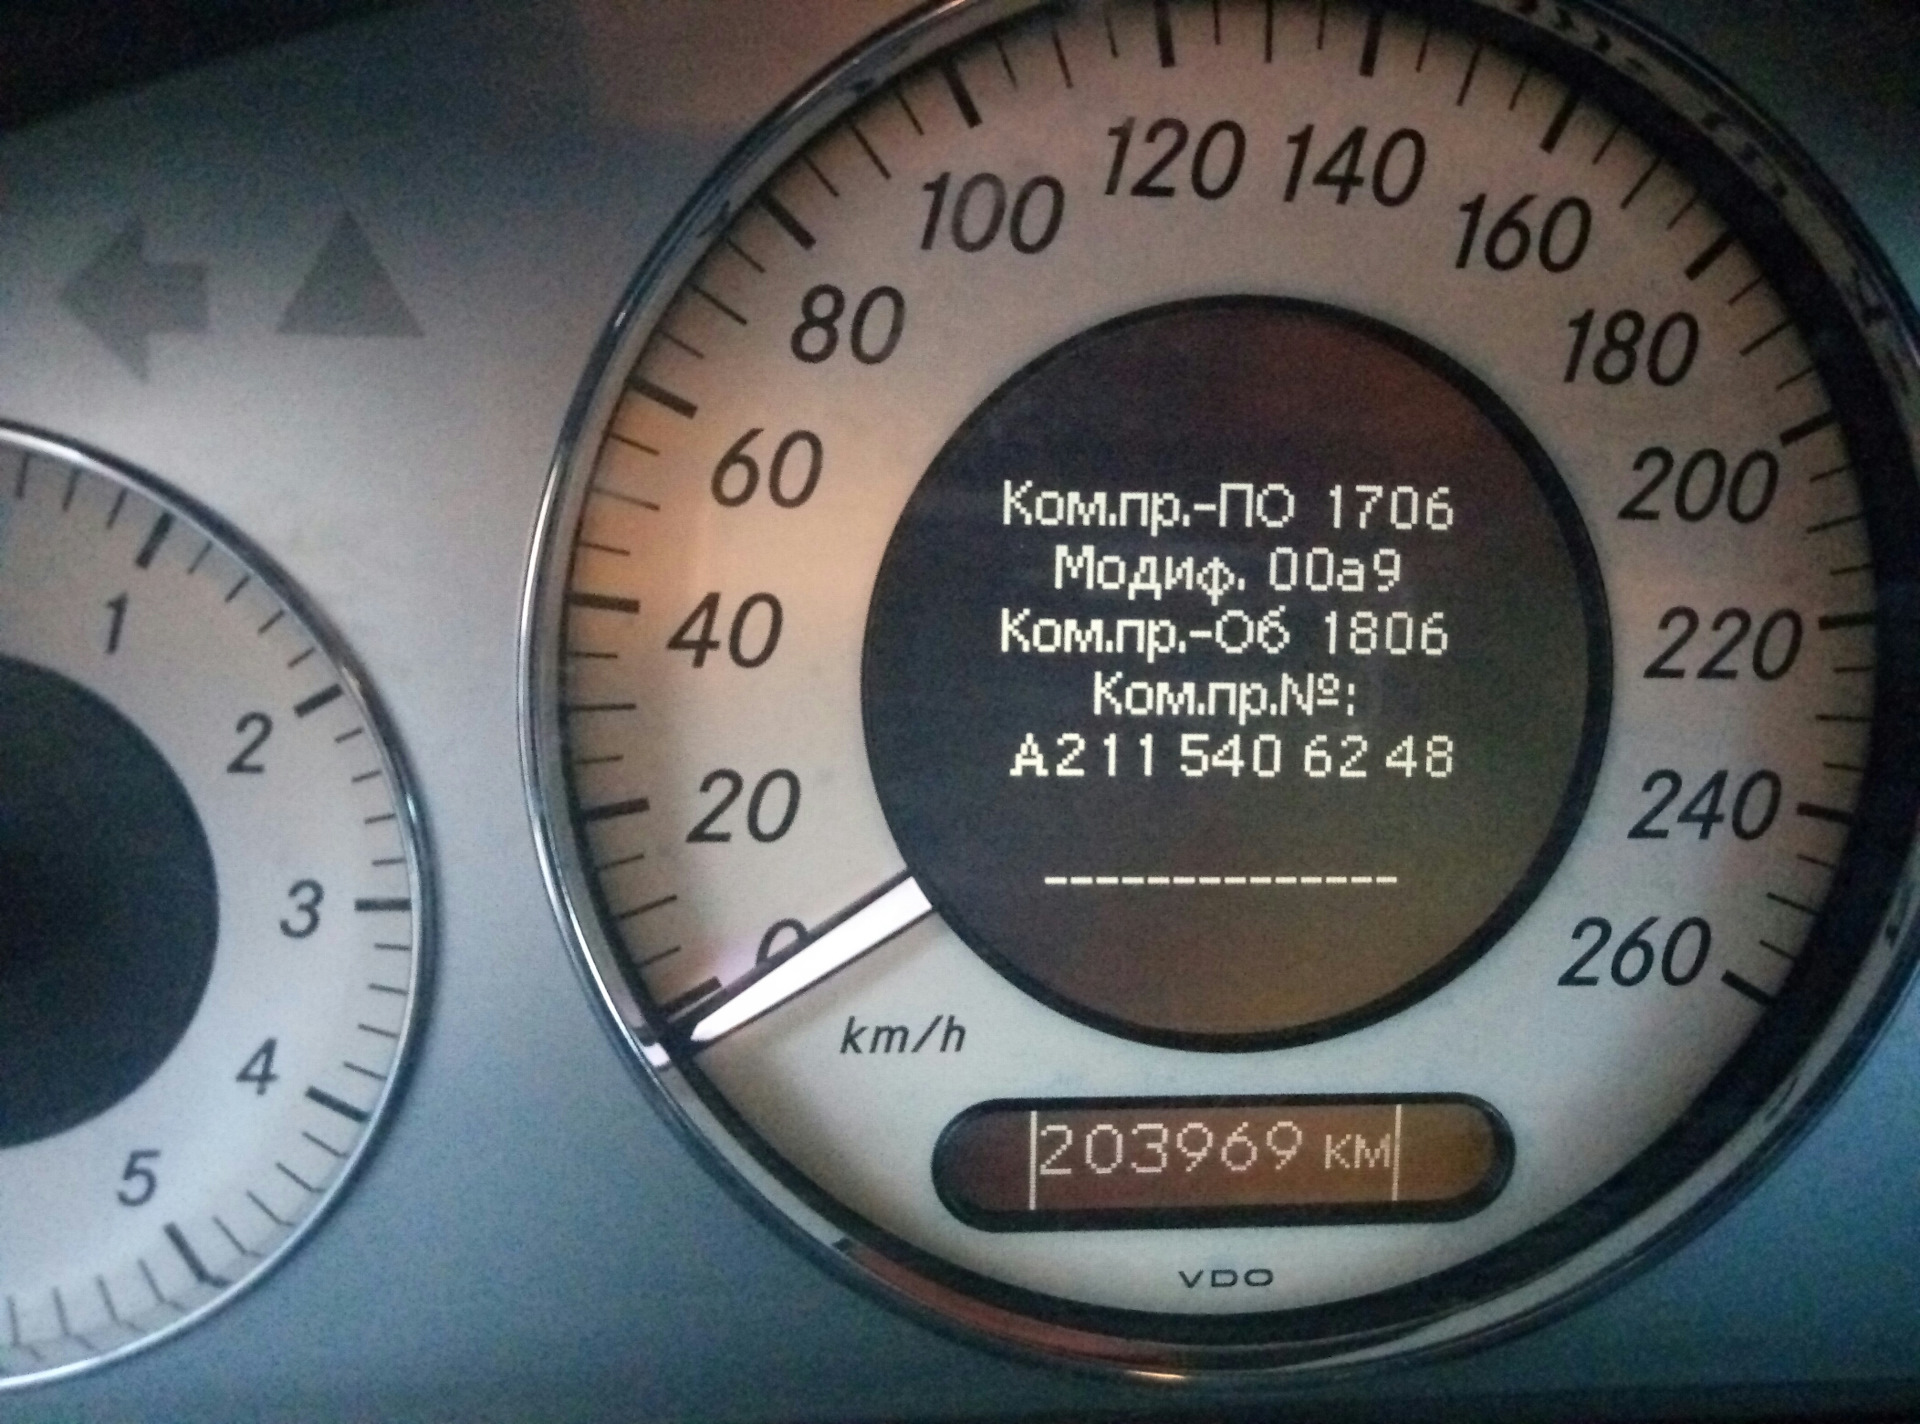 120 140
100 160
80 180
60 200
40 220
20 240
0 260
Ком.пр.-ПО 1706
Модиф. 00a9
Ком.пр.-Об 1806
Ком.пр.№:
A211 540 62 48
--------------
km/h
203969 км
VDO
1
2
3
4
5